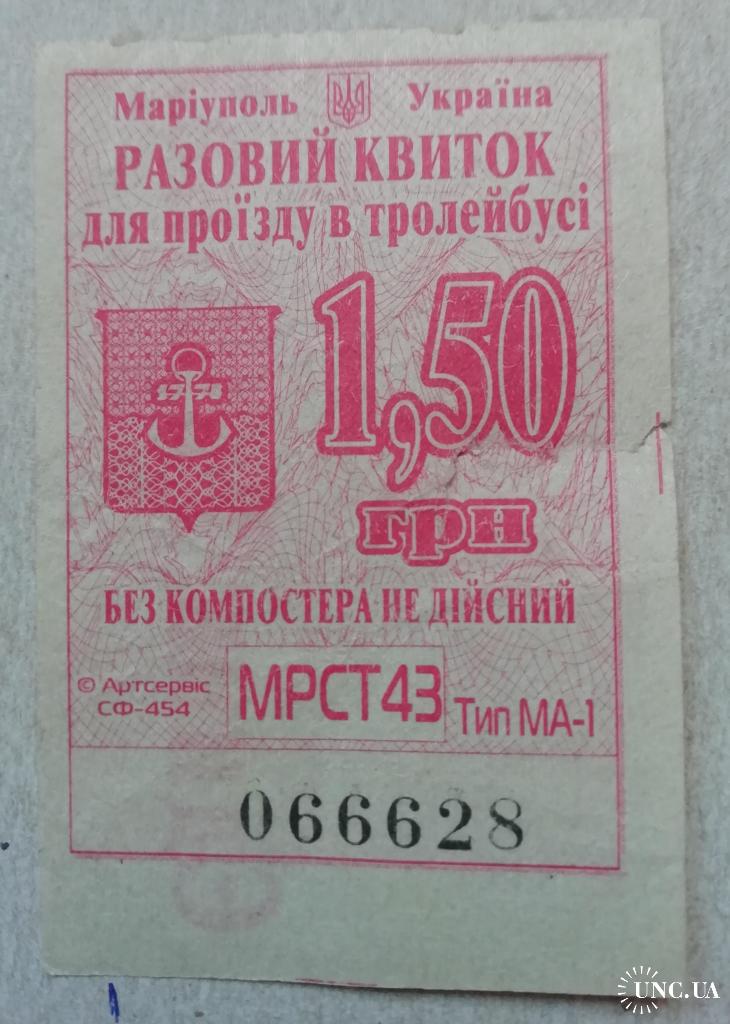 Маріуполь Україна
РАЗОВИЙ КВИТОК
для проїзду в тролейбусі
1778
1,50
грн
БЕЗ КОМПОСТЕРА НЕ ДІЙСНИЙ
© Артсервіс
СФ-454
МРСТ43
Тип МА-1
066628
UNC.UA